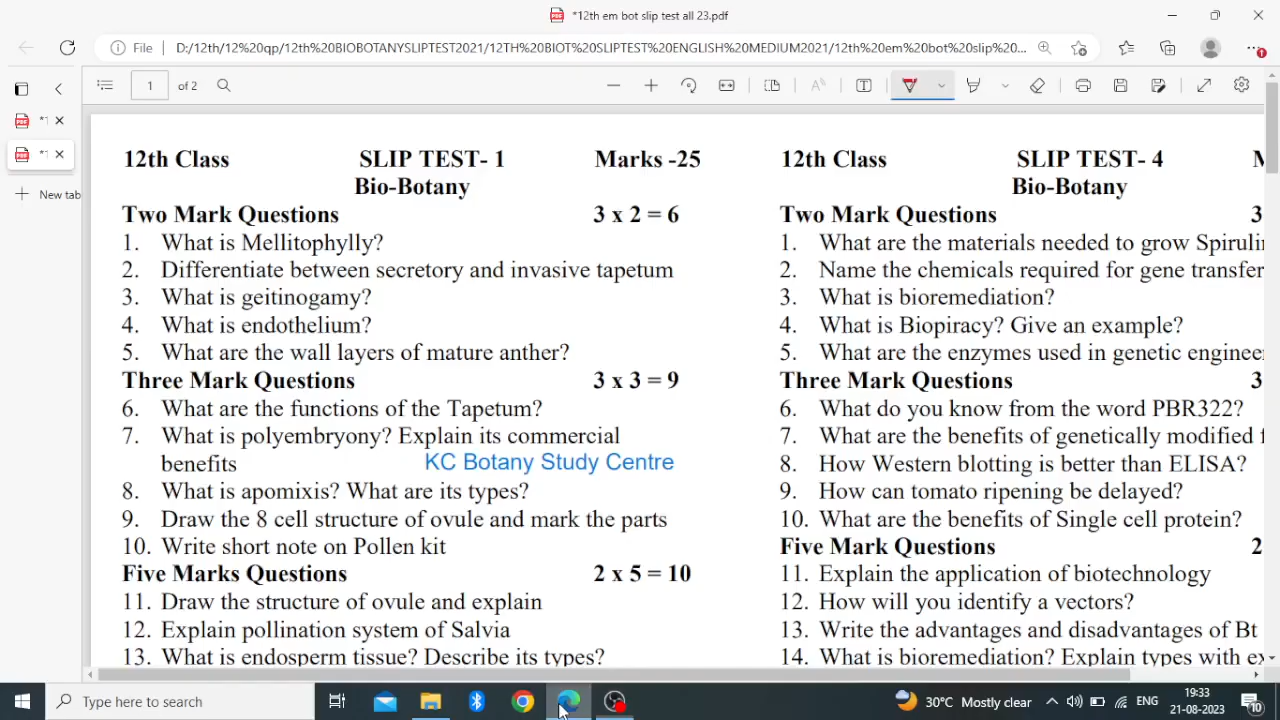 *12th em bot slip test all 23.pdf
File D:/12th/12%20qp/12th%20BIOBOTANYSLIPTEST2021/12TH%20BIOT%20SLIPTEST%20ENGLISH%20MEDIUM2021/12th%20em%20bot%20slip%20...
1 of 2
New tab
12th Class SLIP TEST- 1 Marks -25
Bio-Botany
Two Mark Questions 3 x 2 = 6
1. What is Mellitophylly?
2. Differentiate between secretory and invasive tapetum
3. What is geitinogamy?
4. What is endothelium?
5. What are the wall layers of mature anther?
Three Mark Questions 3 x 3 = 9
6. What are the functions of the Tapetum?
7. What is polyembryony? Explain its commercial
benefits KC Botany Study Centre
8. What is apomixis? What are its types?
9. Draw the 8 cell structure of ovule and mark the parts
10. Write short note on Pollen kit
Five Marks Questions 2 x 5 = 10
11. Draw the structure of ovule and explain
12. Explain pollination system of Salvia
13. What is endosperm tissue? Describe its types?
12th Class SLIP TEST- 4
Bio-Botany
Two Mark Questions 3
1. What are the materials needed to grow
2. Name the chemicals required for gene transfer
3. What is bioremediation?
4. What is Biopiracy? Give an example?
5. What are the enzymes used in genetic
Three Mark Questions 3
6. What do you know from the word PBR322?
7. What are the benefits of genetically modified
8. How Western blotting is better than ELISA?
9. How can tomato ripening be delayed?
10. What are the benefits of Single cell protein?
Five Mark Questions 2
11. Explain the application of biotechnology
12. How will you identify a vectors?
13. Write the advantages and disadvantages of Bt
14. What is bioremediation? Explain types with
Type here to search
30°C Mostly clear
ENG
19:33
21-08-2023
10